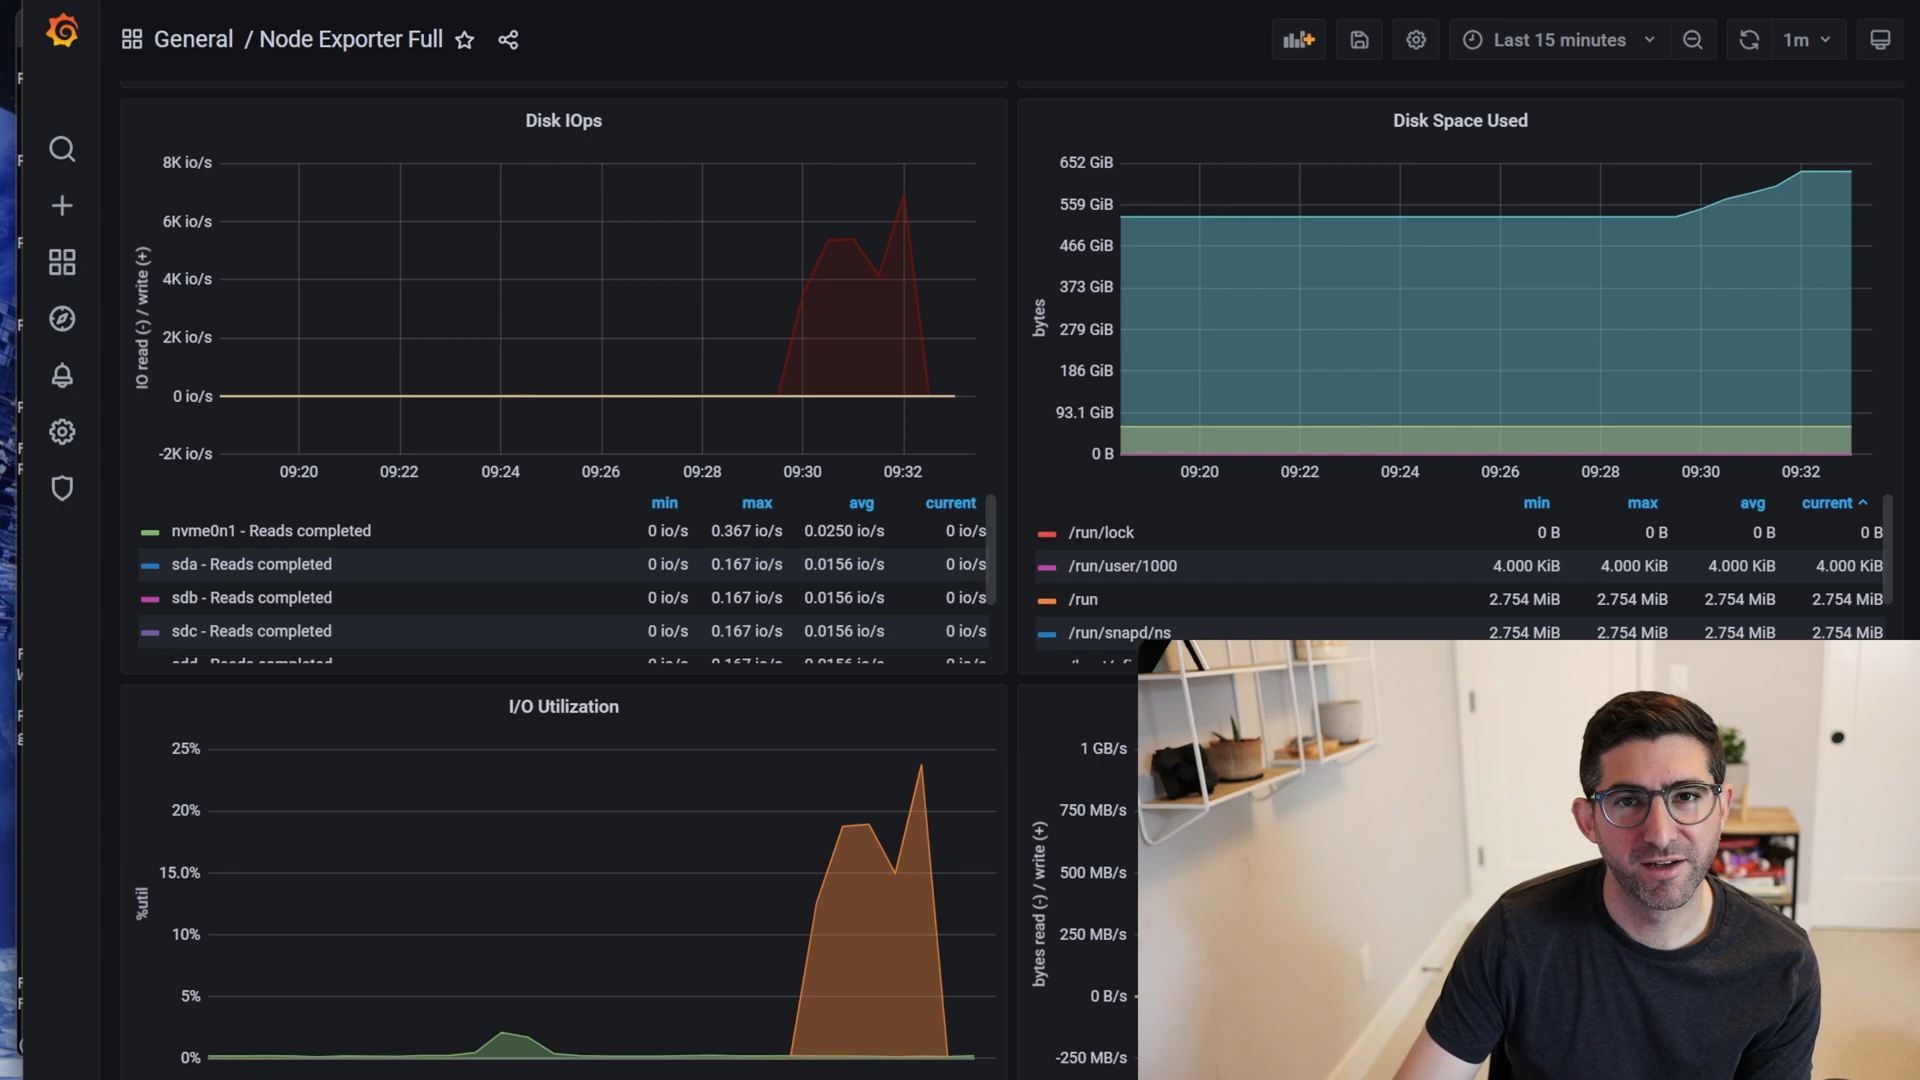 General / Node Exporter Full
Last 15 minutes
1m
Disk IOps
8K io/s
6K io/s
4K io/s
2K io/s
0 io/s
-2K io/s
IO read (-) / write (+)
09:20 09:22 09:24 09:26 09:28 09:30 09:32
min max avg current
nvme0n1 - Reads completed 0 io/s 0.367 io/s 0.0250 io/s 0 io/s
sda - Reads completed 0 io/s 0.167 io/s 0.0156 io/s 0 io/s
sdb - Reads completed 0 io/s 0.167 io/s 0.0156 io/s 0 io/s
sdc - Reads completed 0 io/s 0.167 io/s 0.0156 io/s 0 io/s
Disk Space Used
652 GiB
559 GiB
466 GiB
373 GiB
279 GiB
186 GiB
93.1 GiB
0 B
bytes
09:20 09:22 09:24 09:26 09:28 09:30 09:32
min max avg current
/run/lock 0 B 0 B 0 B 0 B
/run/user/1000 4.000 KiB 4.000 KiB 4.000 KiB 4.000 KiB
/run 2.754 MiB 2.754 MiB 2.754 MiB 2.754 MiB
/run/snapd/ns 2.754 MiB 2.754 MiB 2.754 MiB 2.754 MiB
I/O Utilization
25%
20%
15.0%
10%
5%
0%
%util
1 GB/s
750 MB/s
500 MB/s
250 MB/s
0 B/s
-250 MB/s
bytes read (-) / write (+)